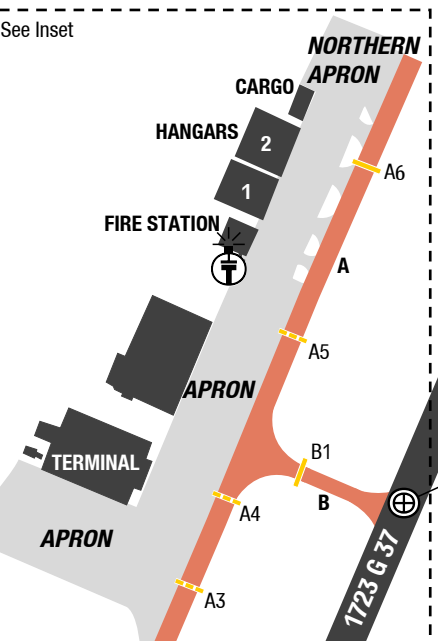 See Inset
NORTHERN
APRON
CARGO
HANGARS
2
1
A6
FIRE STATION
A
A5
APRON
B1
TERMINAL
B
A4
APRON
1723 G 37
A3